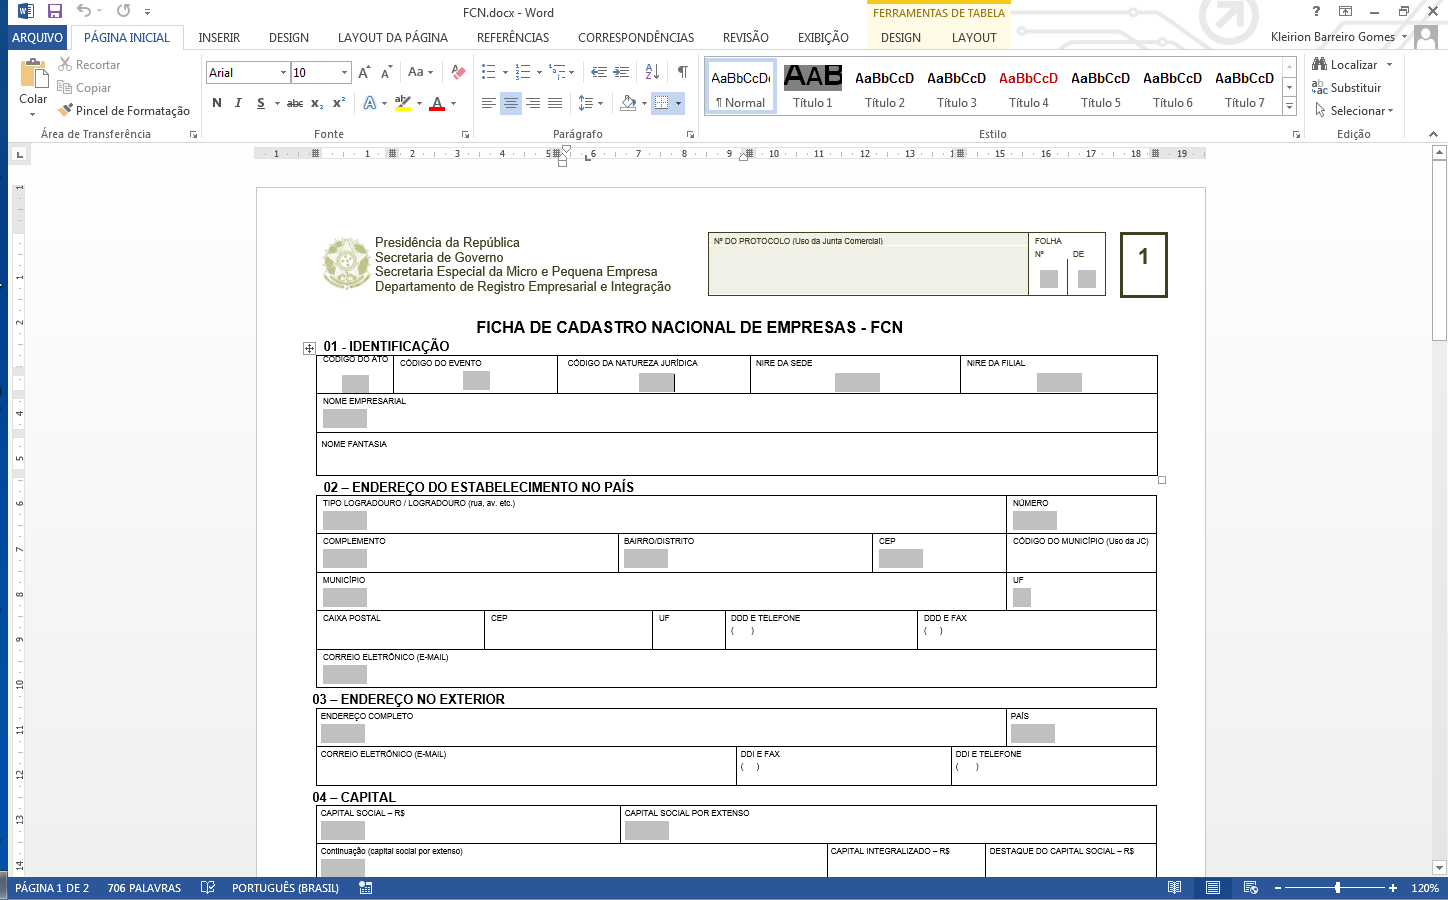 FCN.docx - Word
FERRAMENTAS DE TABELA
ARQUIVO PÁGINA INICIAL INSERIR DESIGN LAYOUT DA PÁGINA REFERÊNCIAS CORRESPONDÊNCIAS REVISÃO EXIBIÇÃO DESIGN LAYOUT Kleirion Barreiro Gomes
Colar
Recortar
Copiar
Pincel de Formatação
Área de Transferência
Arial 10
N I S abc x₂ x²
Fonte
Parágrafo
AaBbCcDc AaB AaBbCcD AaBbCcD AaBbCcD AaBbCcD AaBbCcD AaBbCcD
¶ Normal Título 1 Título 2 Título 3 Título 4 Título 5 Título 6 Título 7
Estilo
Localizar
Substituir
Selecionar
Edição
Presidência da República
Secretaria de Governo
Secretaria Especial da Micro e Pequena Empresa
Departamento de Registro Empresarial e Integração
Nº DO PROTOCOLO (Uso da Junta Comercial)
FOLHA
Nº DE
1
FICHA DE CADASTRO NACIONAL DE EMPRESAS - FCN
01 - IDENTIFICAÇÃO
CÓDIGO DO ATO CÓDIGO DO EVENTO CÓDIGO DA NATUREZA JURÍDICA NIRE DA SEDE NIRE DA FILIAL
NOME EMPRESARIAL
NOME FANTASIA
02 – ENDEREÇO DO ESTABELECIMENTO NO PAÍS
TIPO LOGRADOURO / LOGRADOURO (rua, av. etc.) NÚMERO
COMPLEMENTO BAIRRO/DISTRITO CEP CÓDIGO DO MUNICÍPIO (Uso da JC)
MUNICÍPIO UF
CAIXA POSTAL CEP UF DDD E TELEFONE DDD E FAX
( ) ( )
CORREIO ELETRÔNICO (E-MAIL)
03 – ENDEREÇO NO EXTERIOR
ENDEREÇO COMPLETO PAÍS
CORREIO ELETRÔNICO (E-MAIL) DDI E FAX DDI E TELEFONE
( ) ( )
04 – CAPITAL
CAPITAL SOCIAL – R$ CAPITAL SOCIAL POR EXTENSO
Continuação (capital social por extenso) CAPITAL INTEGRALIZADO – R$ DESTAQUE DO CAPITAL SOCIAL – R$
PÁGINA 1 DE 2 706 PALAVRAS PORTUGUÊS (BRASIL) 120%